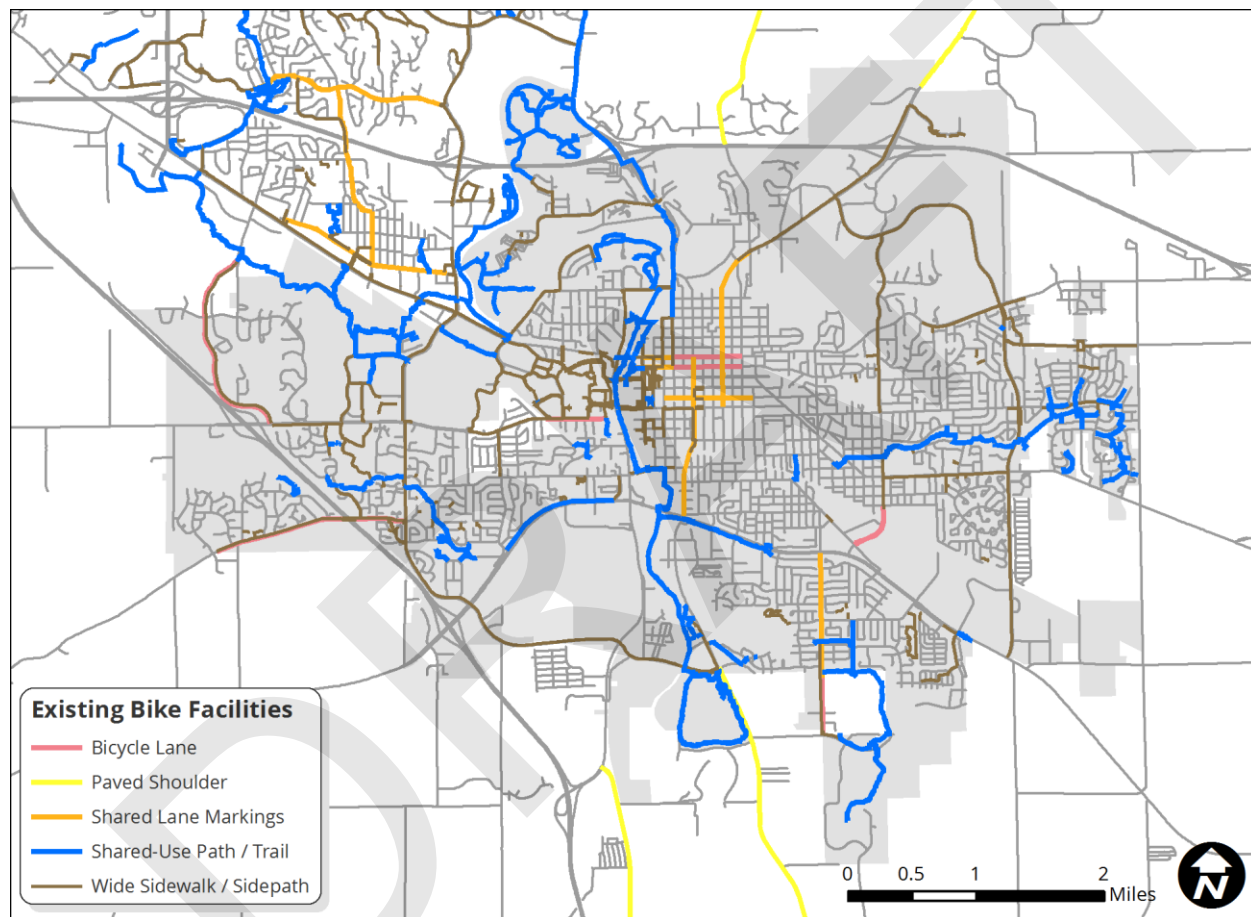 DRAFT
Existing Bike Facilities
Bicycle Lane
Paved Shoulder
Shared Lane Markings
Shared-Use Path / Trail
Wide Sidewalk / Sidepath
0 0.5 1 2
Miles
N